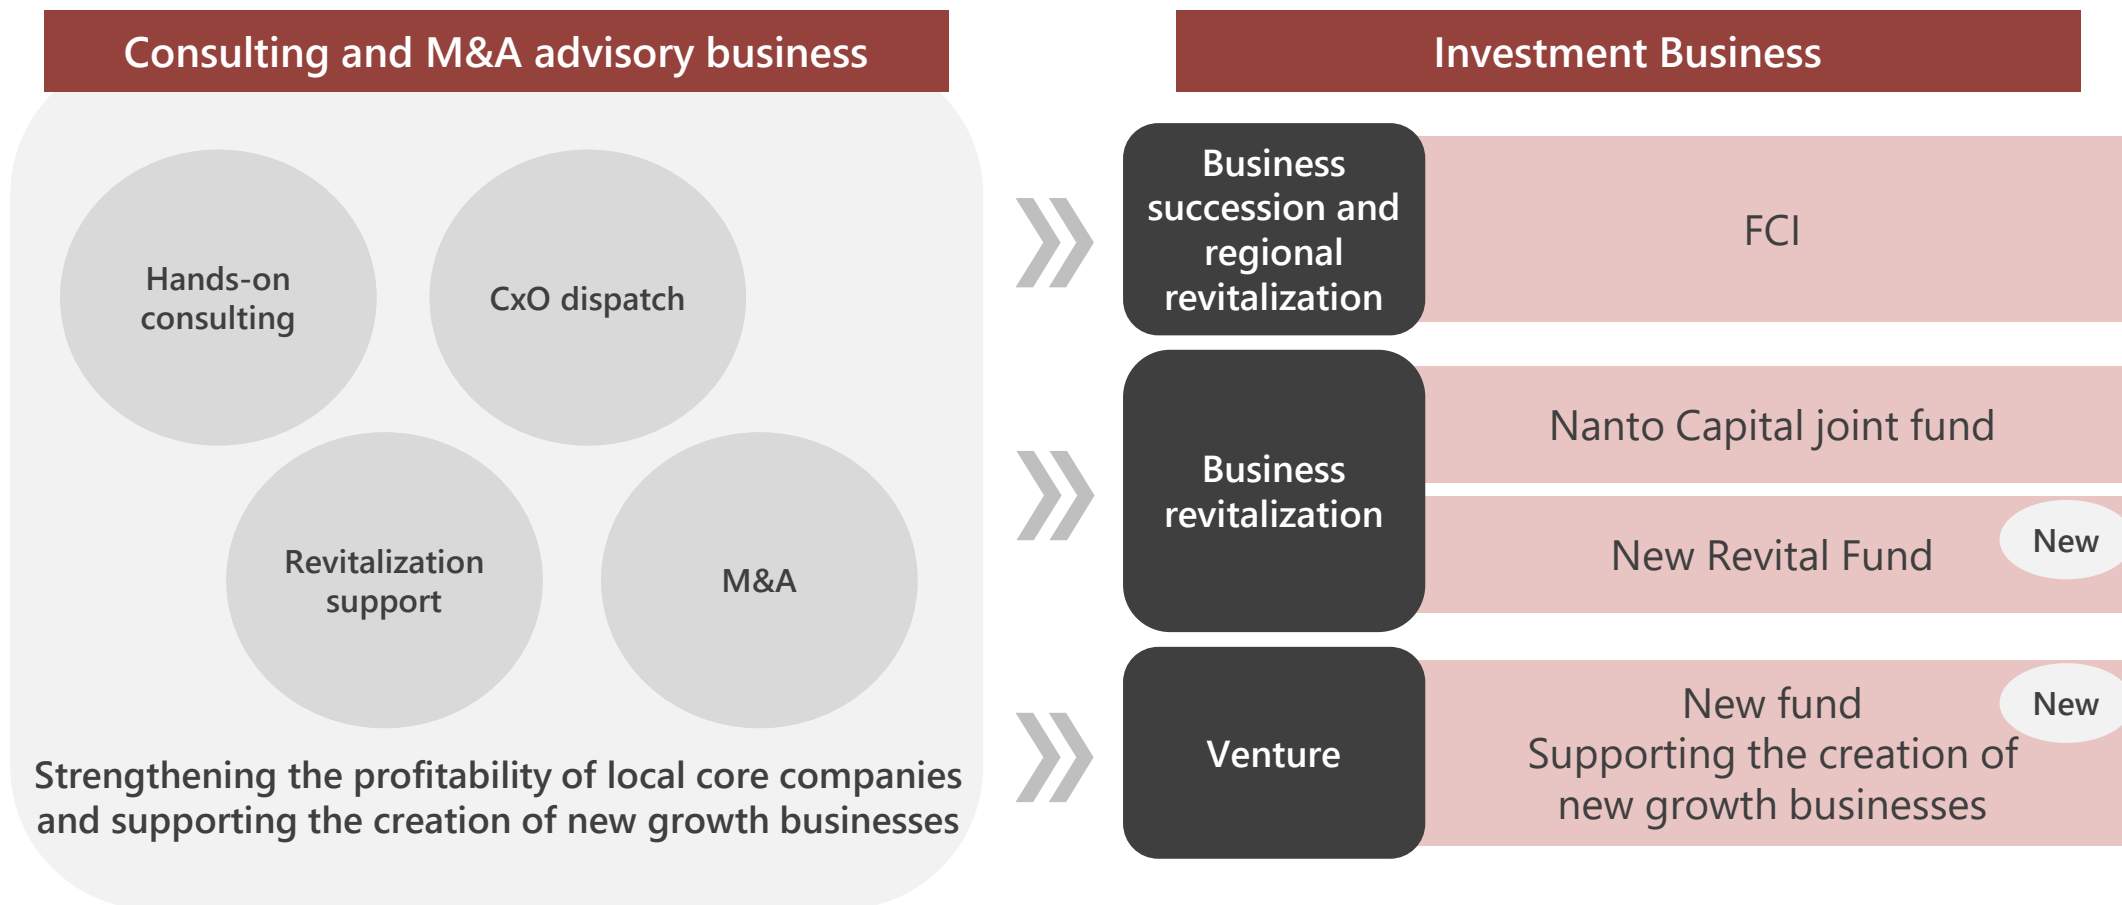 Consulting and M&A advisory business
Hands-on
consulting
CxO dispatch
Revitalization
support
M&A
Strengthening the profitability of local core companies
and supporting the creation of new growth businesses
Investment Business
Business
succession and
regional
revitalization
FCI
Business
revitalization
Nanto Capital joint fund
New Revital Fund
New
Venture
New fund
Supporting the creation of
new growth businesses
New